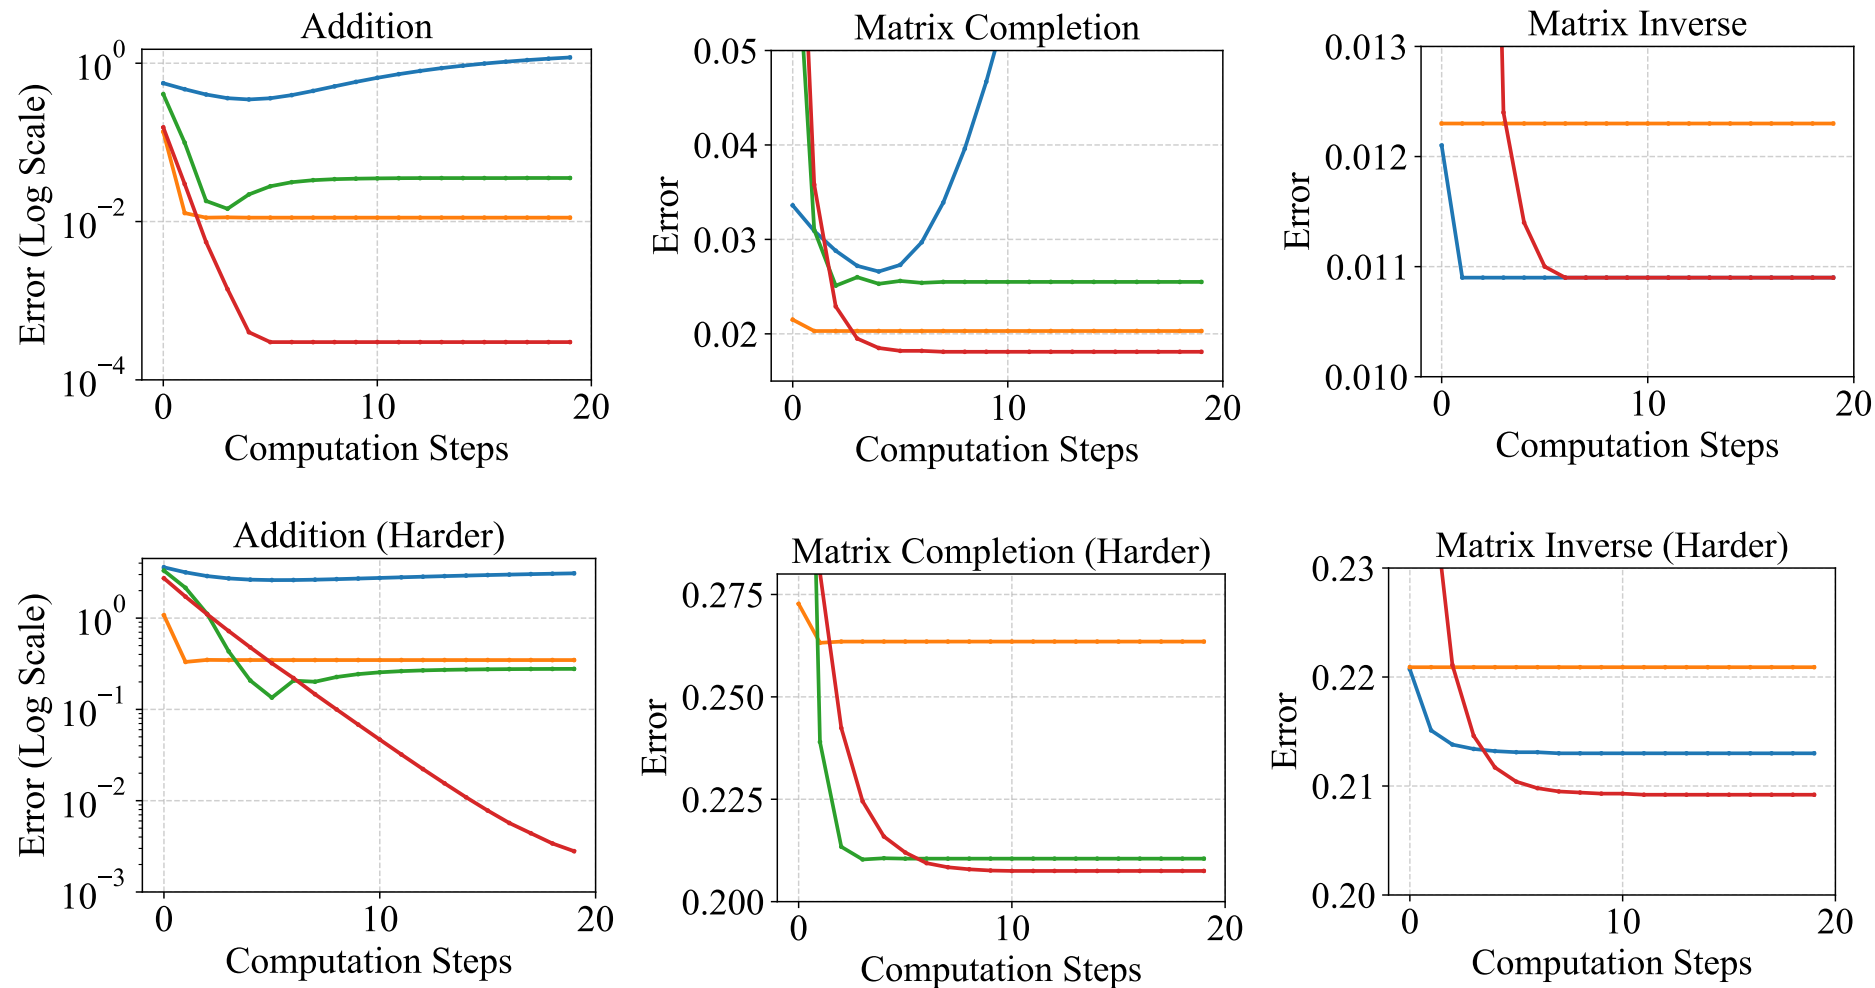 Addition
10^0
10^−2
10^−4
Error (Log Scale)
0 10 20
Computation Steps
Matrix Completion
0.05
0.04
0.03
0.02
Error
0 10 20
Computation Steps
Matrix Inverse
0.013
0.012
0.011
0.010
Error
0 10 20
Computation Steps
Addition (Harder)
10^0
10^−1
10^−2
10^−3
Error (Log Scale)
0 10 20
Computation Steps
Matrix Completion (Harder)
0.275
0.250
0.225
0.200
Error
0 10 20
Computation Steps
Matrix Inverse (Harder)
0.23
0.22
0.21
0.20
Error
0 10 20
Computation Steps